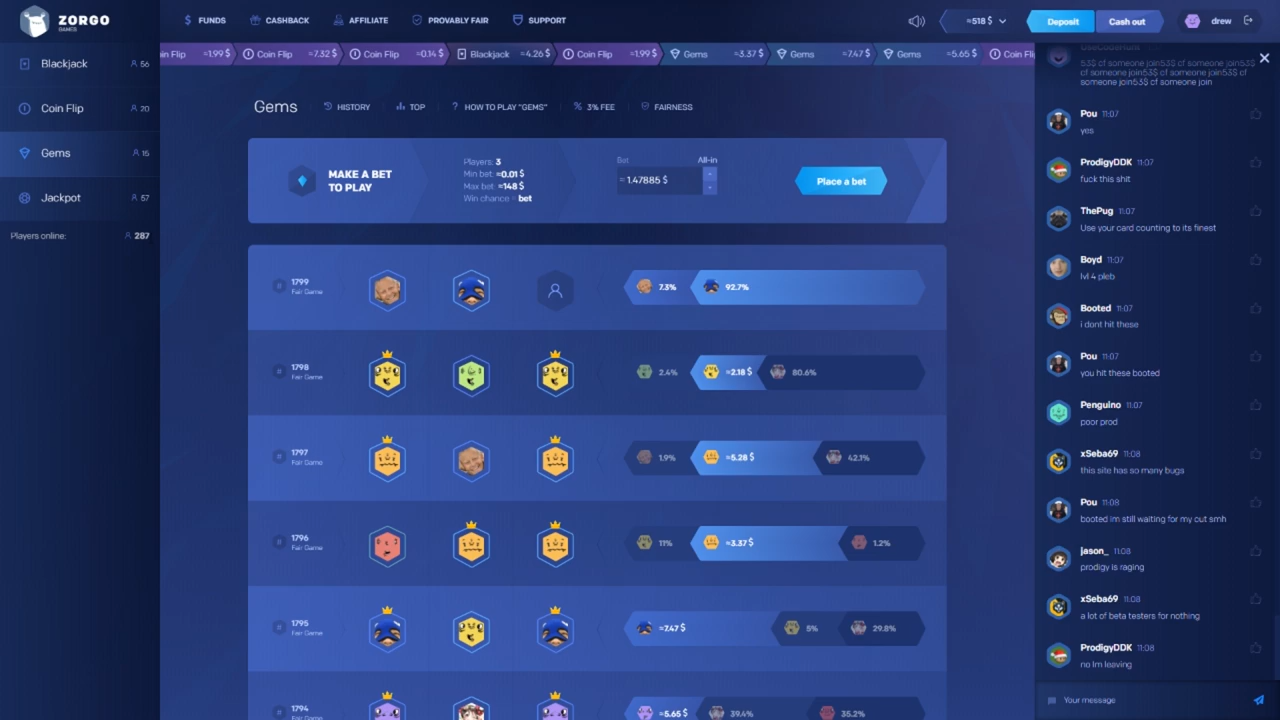 ZORGO
GAMES
FUNDS
CASHBACK
AFFILIATE
PROVABLY FAIR
SUPPORT
≈518 $
Deposit
Cash out
drew
Blackjack
56
Coin Flip
20
Gems
15
Jackpot
57
Players online:
287
in Flip ≈1.99 $
Coin Flip ≈7.32 $
Coin Flip ≈0.14 $
Blackjack ≈4.26 $
Coin Flip ≈1.99 $
Gems ≈3.37 $
Gems ≈7.47 $
Gems ≈5.65 $
Coin Fli
Gems
HISTORY
TOP
? HOW TO PLAY "GEMS"
% 3% FEE
FAIRNESS
MAKE A BET
TO PLAY
Players: 3
Min bet: ≈0.01 $
Max bet: ≈148 $
Win chance = bet
Bet
All-in
≈ 1.47885 $
Place a bet
# 1799
Fair Game
7.3%
92.7%
# 1798
Fair Game
2.4%
≈2.18 $
80.6%
# 1797
Fair Game
1.9%
≈5.28 $
42.1%
# 1796
Fair Game
11%
≈3.37 $
1.2%
# 1795
Fair Game
≈7.47 $
5%
29.8%
# 1794
Fair Game
≈5.65 $
39.4%
35.2%
53$ cf someone join53$ cf someone join53$
cf someone join53$ cf someone join53$ cf
someone join53$ cf someone join
Pou 11:07
yes
ProdigyDDK 11:07
fuck this shit
ThePug 11:07
Use your card counting to its finest
Boyd 11:07
lvl 4 pleb
Booted 11:07
i dont hit these
Pou 11:07
you hit these booted
Penguino 11:07
poor prod
xSeba69 11:08
this site has so many bugs
Pou 11:08
booted im still waiting for my cut smh
jason_ 11:08
prodigy is raging
xSeba69 11:08
a lot of beta testers for nothing
ProdigyDDK 11:08
no Im leaving
Your message